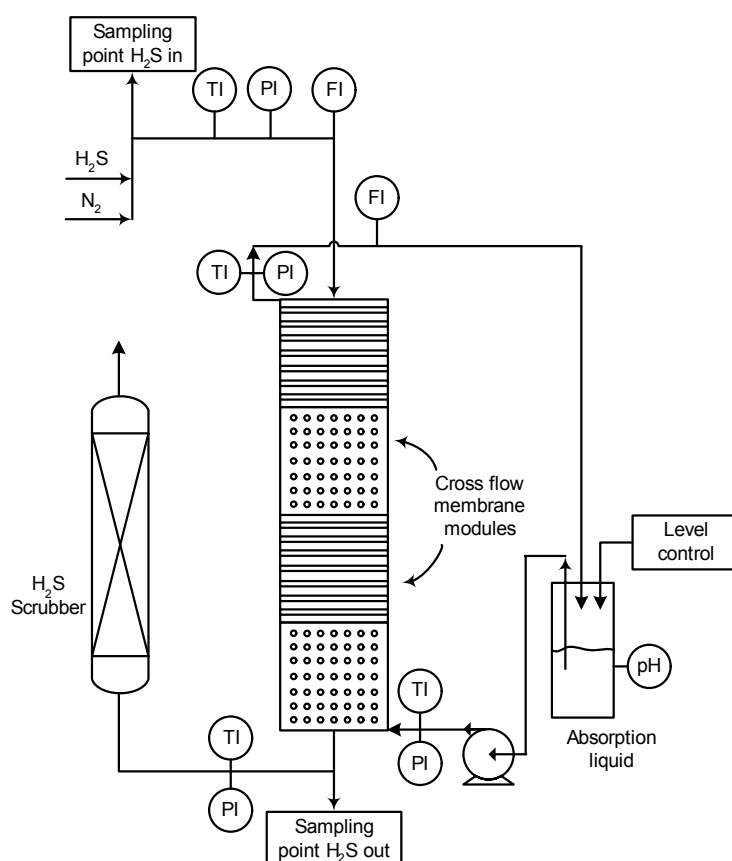 Sampling
point H₂S in
TI
PI
FI
H₂S
N₂
FI
TI
PI
Cross flow
membrane
modules
Level
control
H₂S
Scrubber
pH
TI
PI
Absorption
liquid
TI
PI
Sampling
point H₂S out